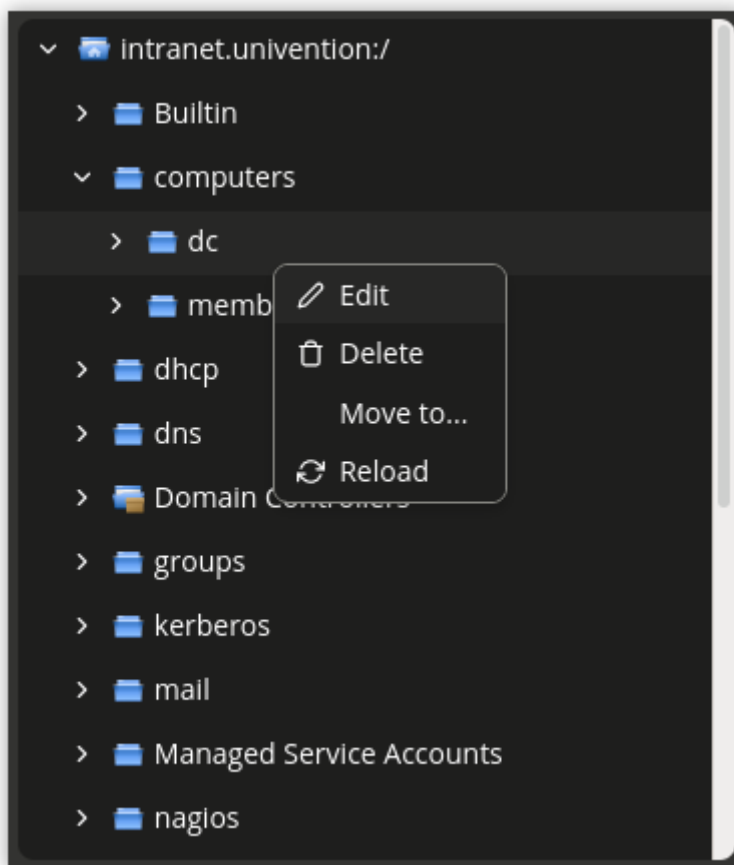 intranet.univention:/
Builtin
computers
dc
Edit
memb
Delete
dhcp
Move to...
dns
Reload
Domain Controllers
groups
kerberos
mail
Managed Service Accounts
nagios